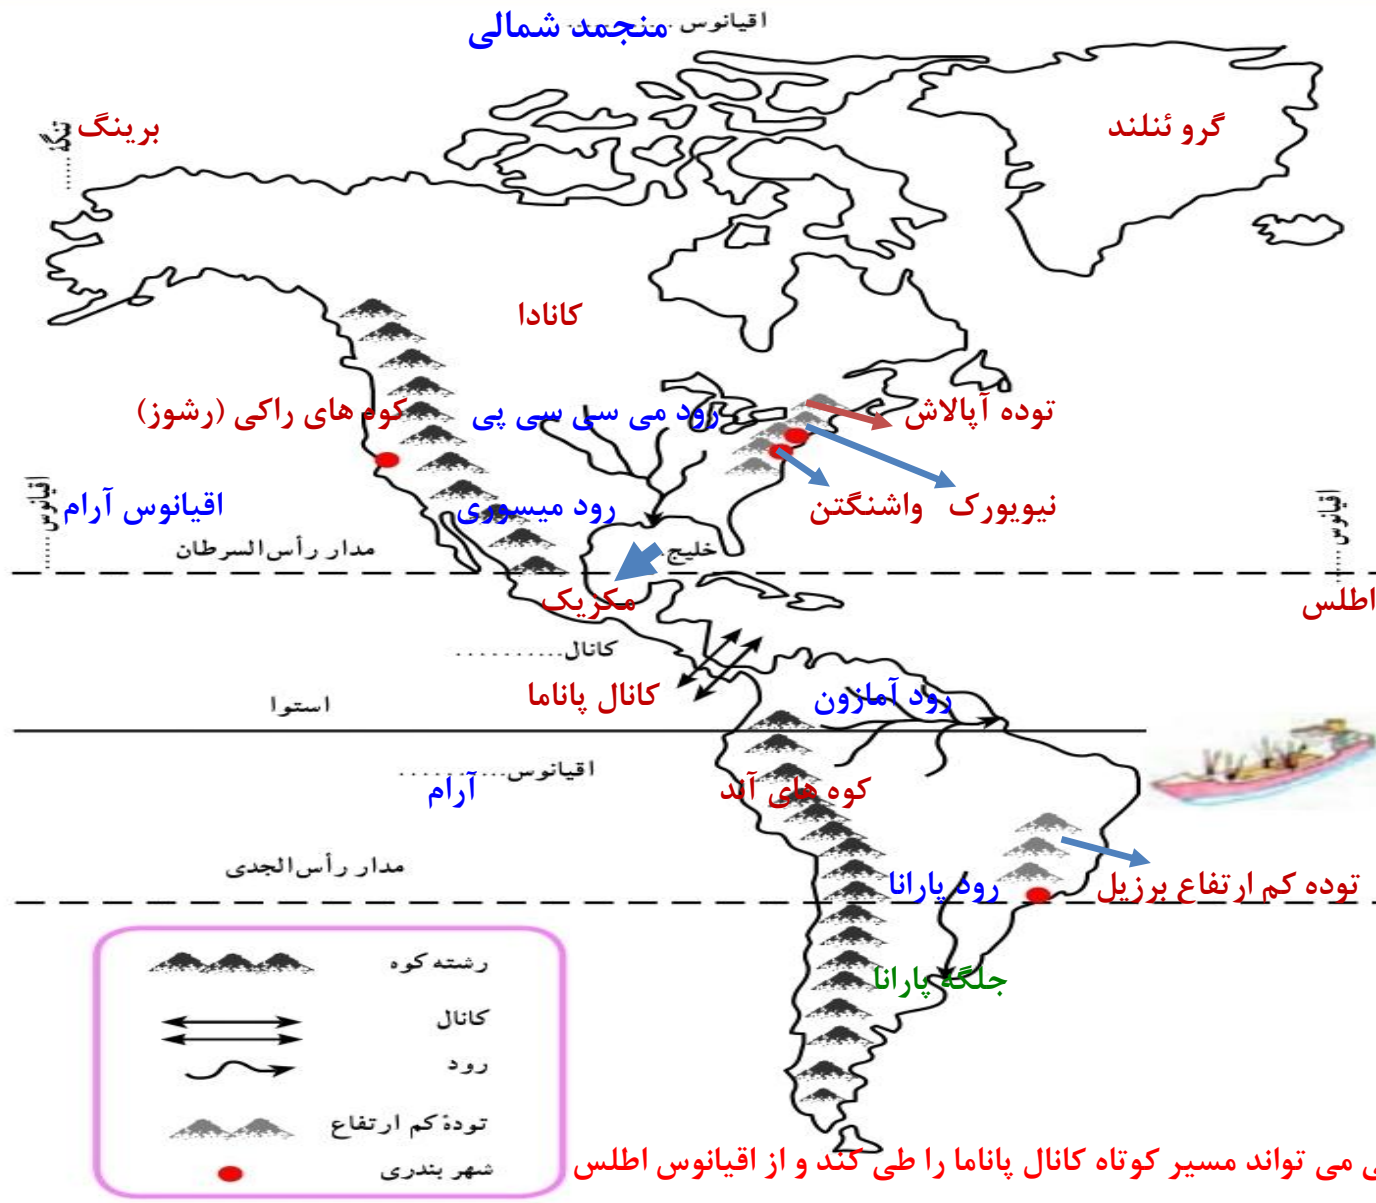 اقیانوس ............
منجمد شمالی
تنگهٔ ......
برینگ
گرو ئنلند
کانادا
کوه های راکی (رشوز)
رود می سی سی پی
توده آپالاش
اقیانوس ......
اقیانوس آرام
رود میسوری
واشنگتن
نیویورک
اقیانوس ......
مدار رأس‌السرطان
خلیج...
مکزیک
اطلس
کانال...........
کانال پاناما
رود آمازون
استوا
اقیانوس...........
آرام
کوه های آند
مدار رأس‌الجدی
رود پارانا
توده کم ارتفاع برزیل
جلگه پارانا
رشته کوه
کانال
رود
تودهٔ کم ارتفاع
شهر بندری
می تواند مسیر کوتاه کانال پاناما را طی کند و از اقیانوس اطلس